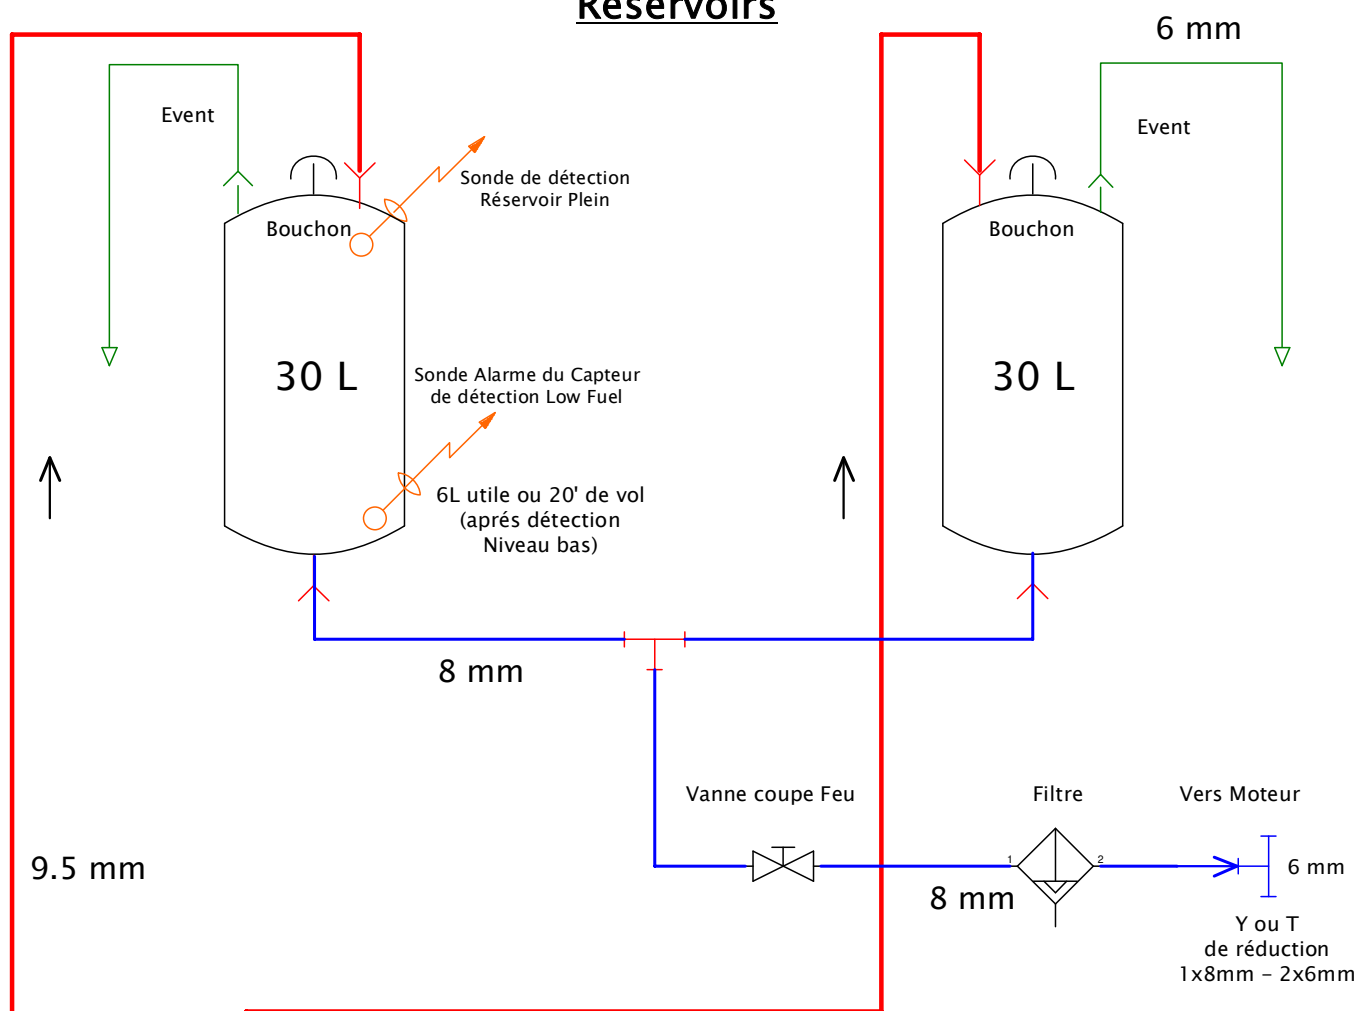 Réservoirs
6 mm
Event
Event
Sonde de détection
Réservoir Plein
Bouchon
Bouchon
30 L
30 L
Sonde Alarme du Capteur
de détection Low Fuel
6L utile ou 20' de vol
(aprés détection
Niveau bas)
8 mm
Vanne coupe Feu
Filtre
Vers Moteur
9.5 mm
1
2
6 mm
8 mm
Y ou T
de réduction
1x8mm – 2x6mm